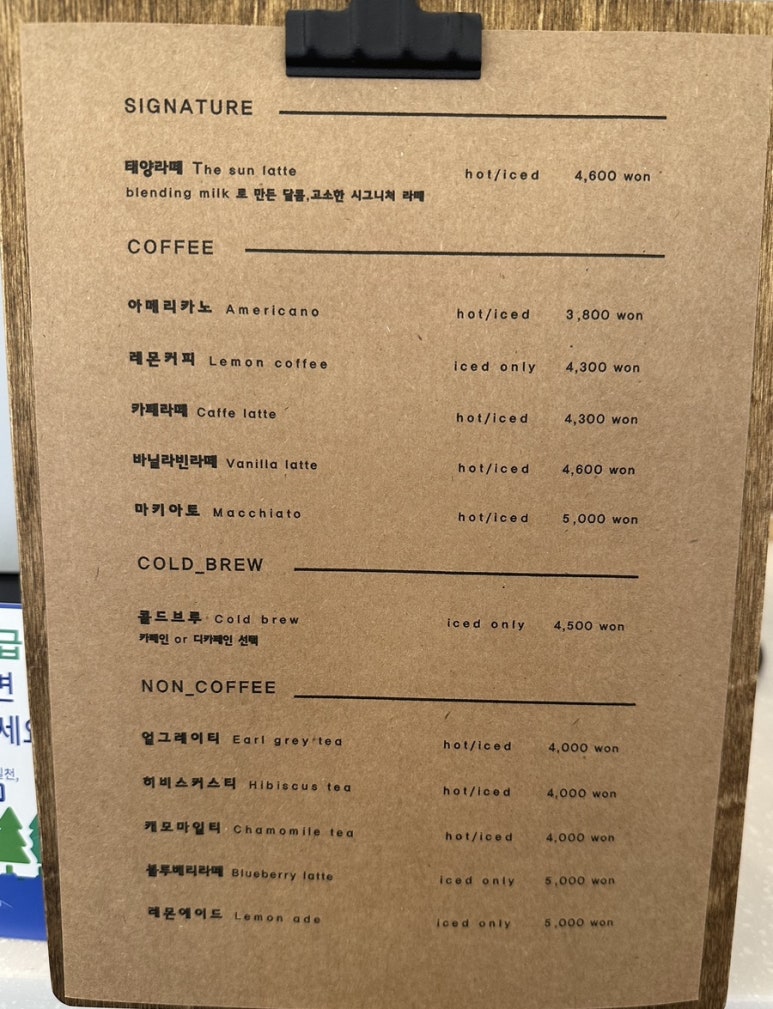 SIGNATURE
태양라떼 The sun latte hot/iced 4,600 won
blending milk 로 만든 달콤,고소한 시그니처 라떼
COFFEE
아메리카노 Americano hot/iced 3,800 won
레몬커피 Lemon coffee iced only 4,300 won
카페라떼 Caffe latte hot/iced 4,300 won
바닐라빈라떼 Vanilla latte hot/iced 4,600 won
마키아토 Macchiato hot/iced 5,000 won
COLD_BREW
콜드브루 Cold brew iced only 4,500 won
카페인 or 디카페인 선택
NON_COFFEE
얼그레이티 Earl grey tea hot/iced 4,000 won
히비스커스티 Hibiscus tea hot/iced 4,000 won
캐모마일티 Chamomile tea hot/iced 4,000 won
블루베리라떼 Blueberry latte iced only 5,000 won
레몬에이드 Lemon ade iced only 5,000 won
급
면
세요